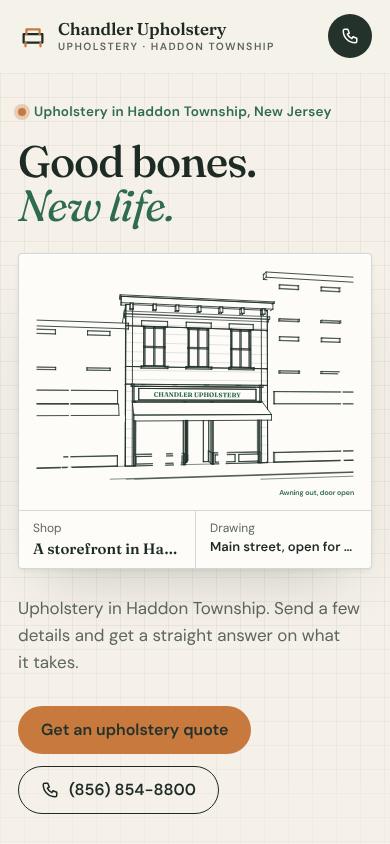 Chandler Upholstery
UPHOLSTERY · HADDON TOWNSHIP
Upholstery in Haddon Township, New Jersey
Good bones.
New life.
CHANDLER UPHOLSTERY
Awning out, door open
Shop
A storefront in Ha...
Drawing
Main street, open for ...
Upholstery in Haddon Township. Send a few
details and get a straight answer on what
it takes.
Get an upholstery quote
(856) 854-8800